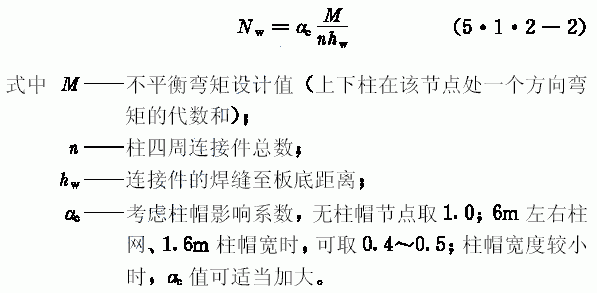 N_w = α_c M/(nh_w) （5·1·2—2）
式中 M——不平衡弯矩设计值（上下柱在该节点处一个方向弯
矩的代数和）；
n——柱四周连接件总数；
h_w——连接件的焊缝至板底距离；
α_c——考虑柱帽影响系数，无柱帽节点取 1.0；6m 左右柱
网、1.6m 柱帽宽时，可取 0.4～0.5；柱帽宽度较小
时，α_c 值可适当加大。